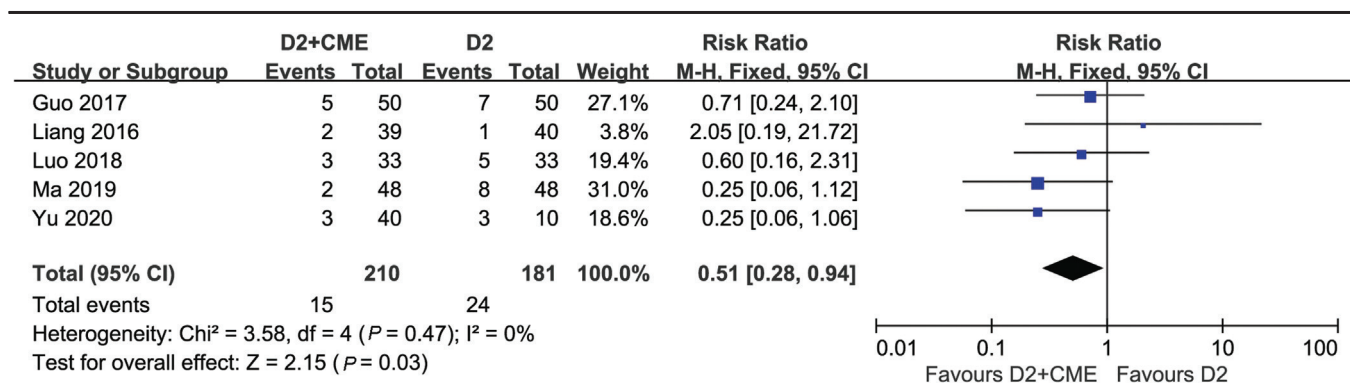 D2+CME D2 Risk Ratio Risk Ratio
Study or Subgroup Events Total Events Total Weight M-H, Fixed, 95% CI M-H, Fixed, 95% CI
Guo 2017 5 50 7 50 27.1% 0.71 [0.24, 2.10]
Liang 2016 2 39 1 40 3.8% 2.05 [0.19, 21.72]
Luo 2018 3 33 5 33 19.4% 0.60 [0.16, 2.31]
Ma 2019 2 48 8 48 31.0% 0.25 [0.06, 1.12]
Yu 2020 3 40 3 10 18.6% 0.25 [0.06, 1.06]
Total (95% CI) 210 181 100.0% 0.51 [0.28, 0.94]
Total events 15 24
Heterogeneity: Chi² = 3.58, df = 4 (P = 0.47); I² = 0%
Test for overall effect: Z = 2.15 (P = 0.03)
0.01 0.1 1 10 100
Favours D2+CME Favours D2